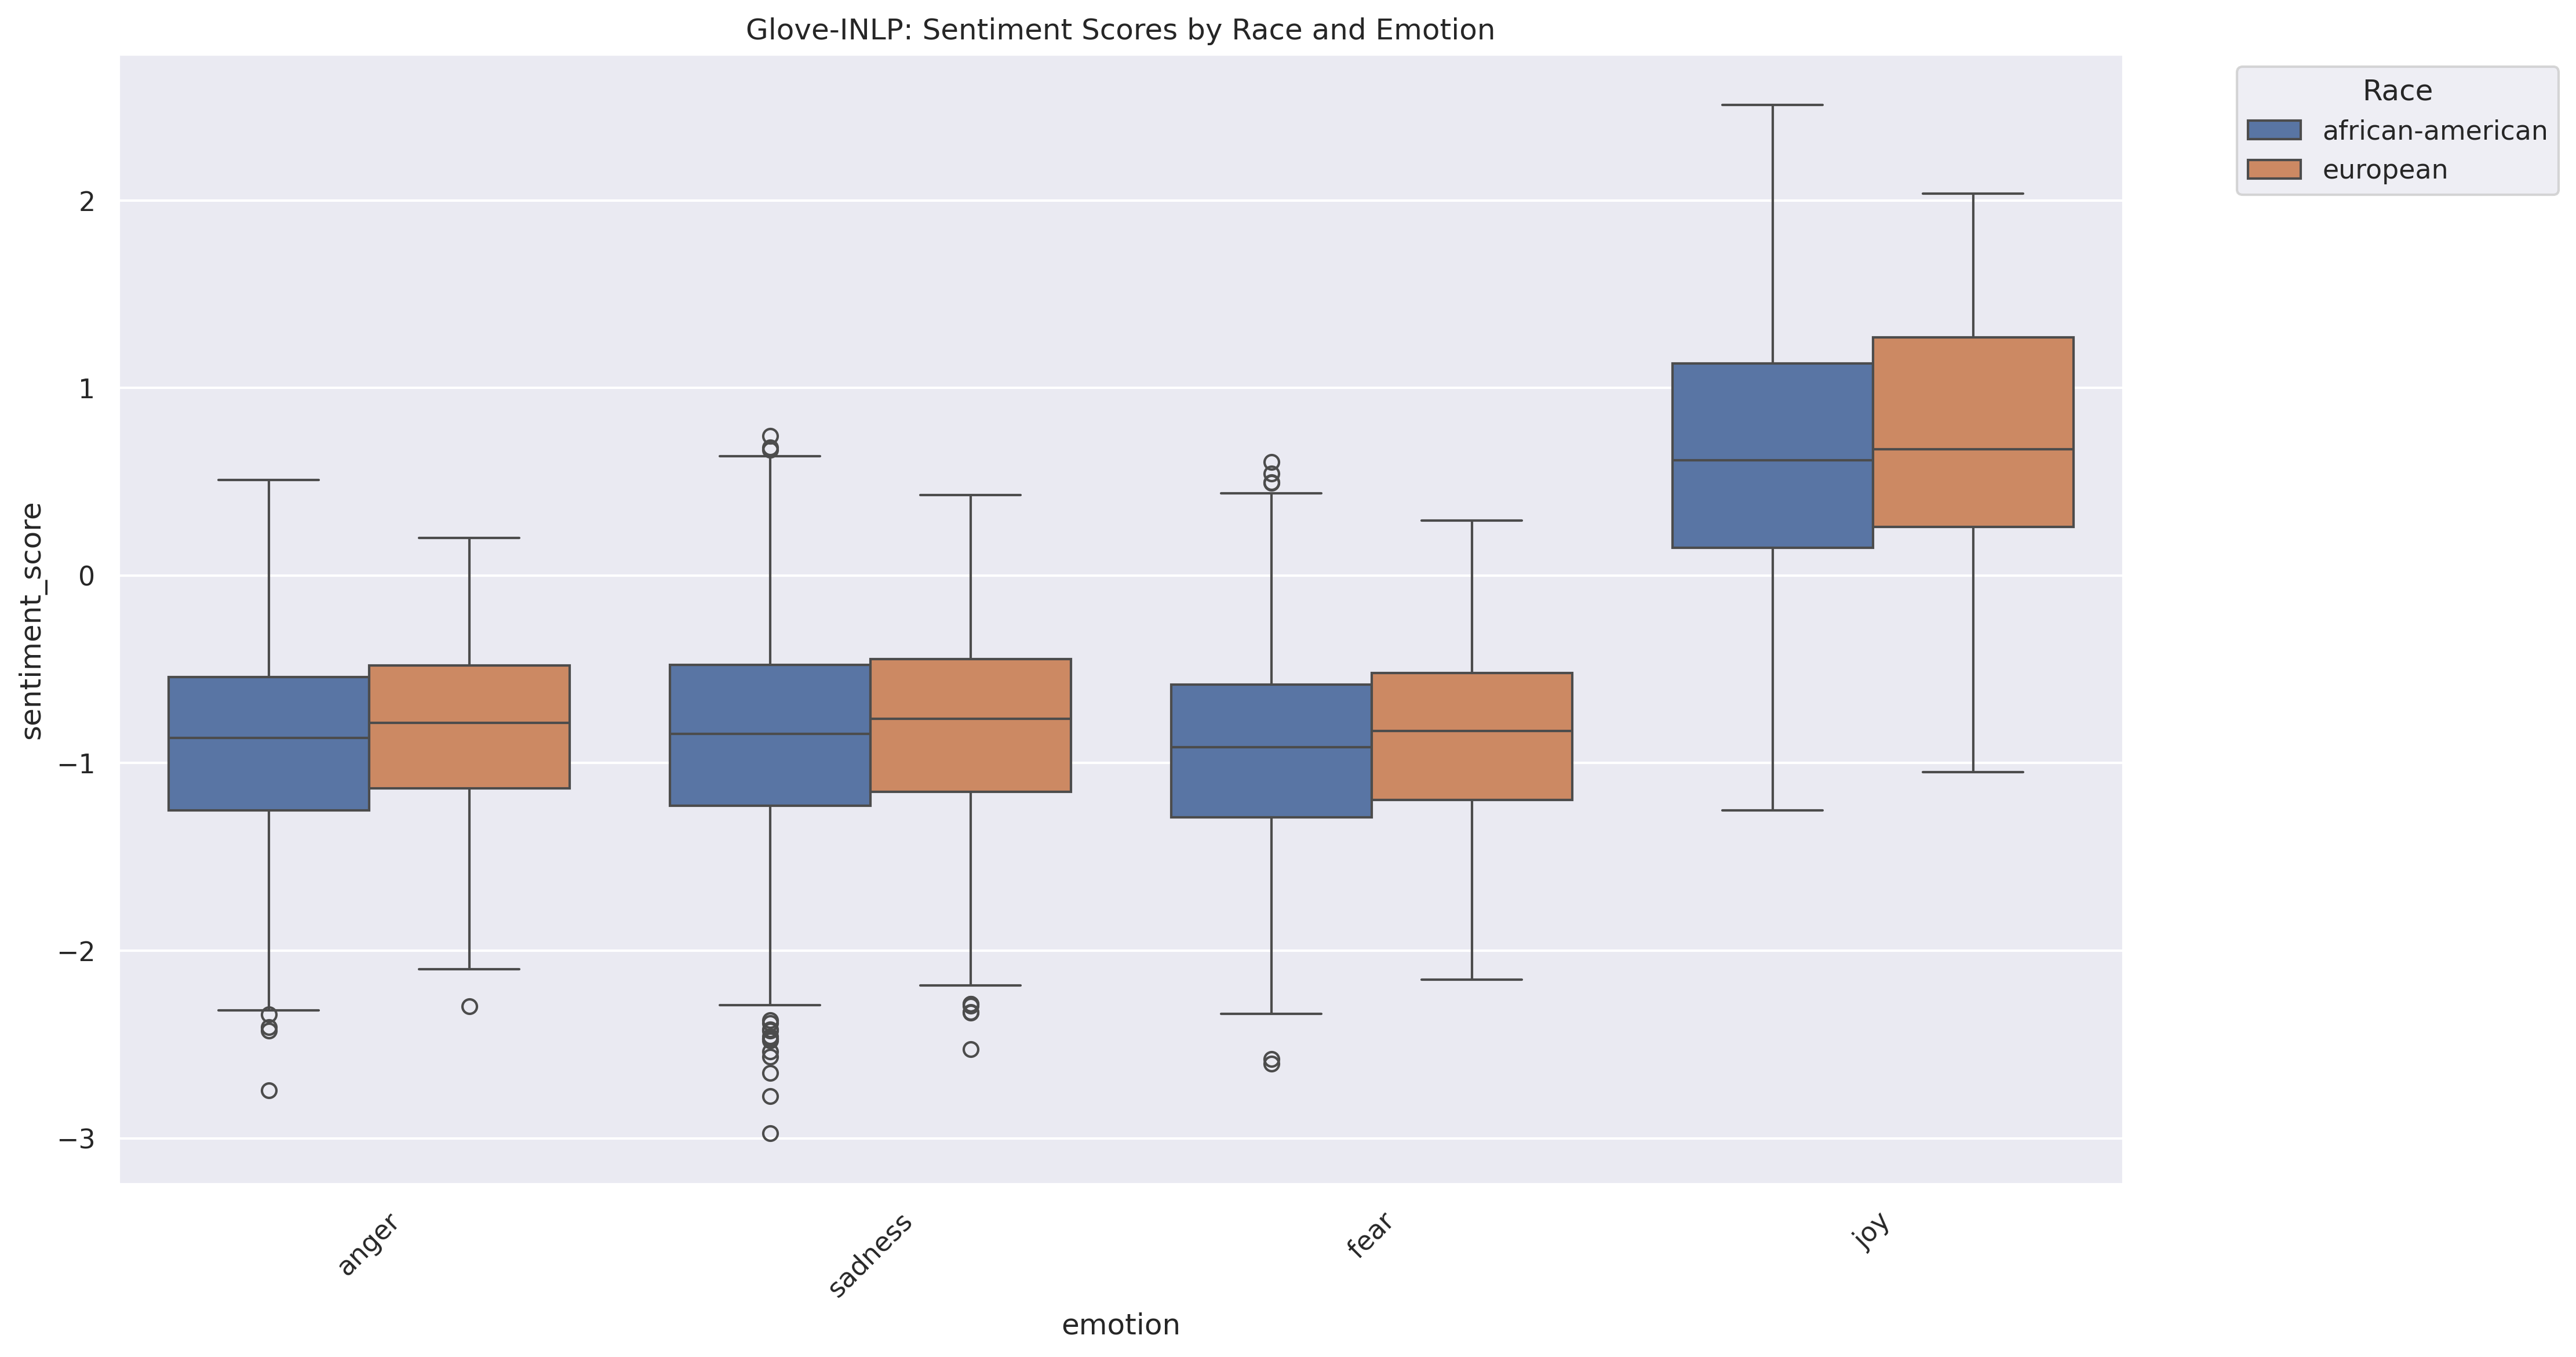 Glove-INLP: Sentiment Scores by Race and Emotion
Race
african-american
european
sentiment_score
2
1
0
−1
−2
−3
anger
sadness
fear
joy
emotion